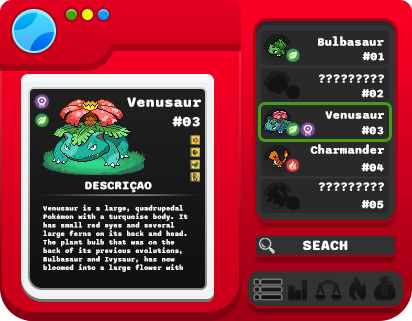 Venusaur
#03
DESCRIÇAO
Venusaur is a large, quadrupedal
Pokémon with a turquoise body. It
has small red eyes and several
large ferns on its back and head.
The plant bulb that was on the
back of its previous evolutions,
Bulbasaur and Ivysaur, has now
bloomed into a large flower with
Bulbasaur
#01
?????????
#02
Venusaur
#03
Charmander
#04
?????????
#05
SEACH